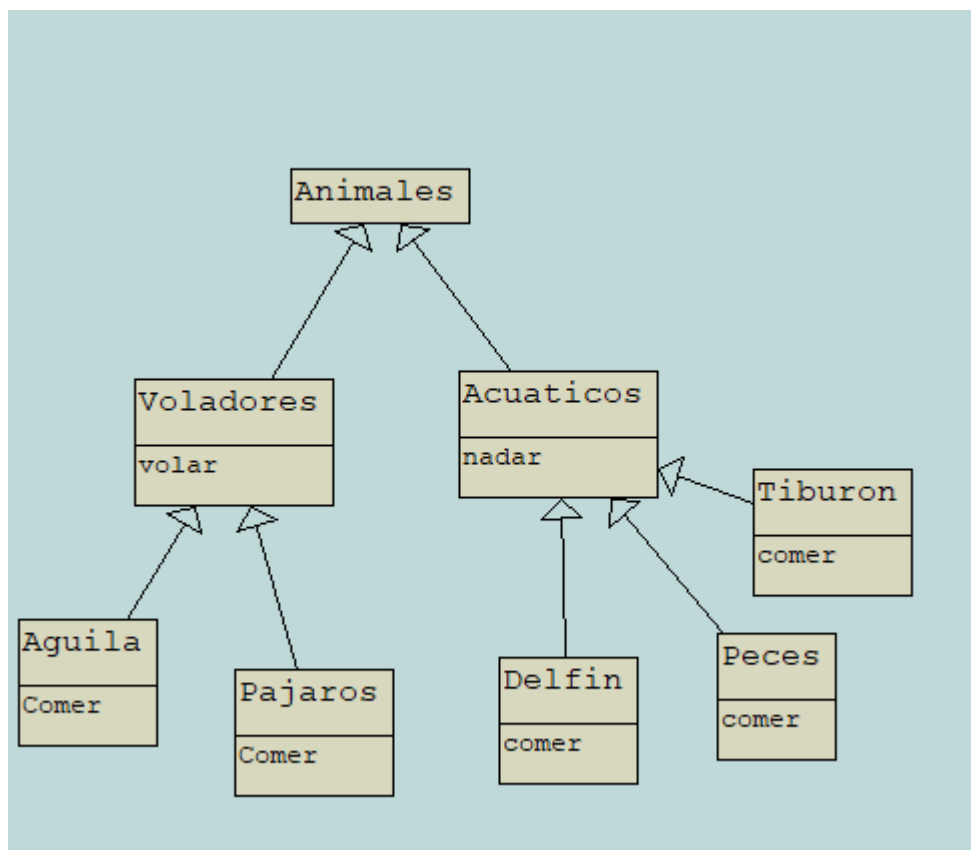 Animales
Voladores
volar
Acuaticos
nadar
Tiburon
comer
Aguila
Comer
Pajaros
Comer
Delfin
comer
Peces
comer